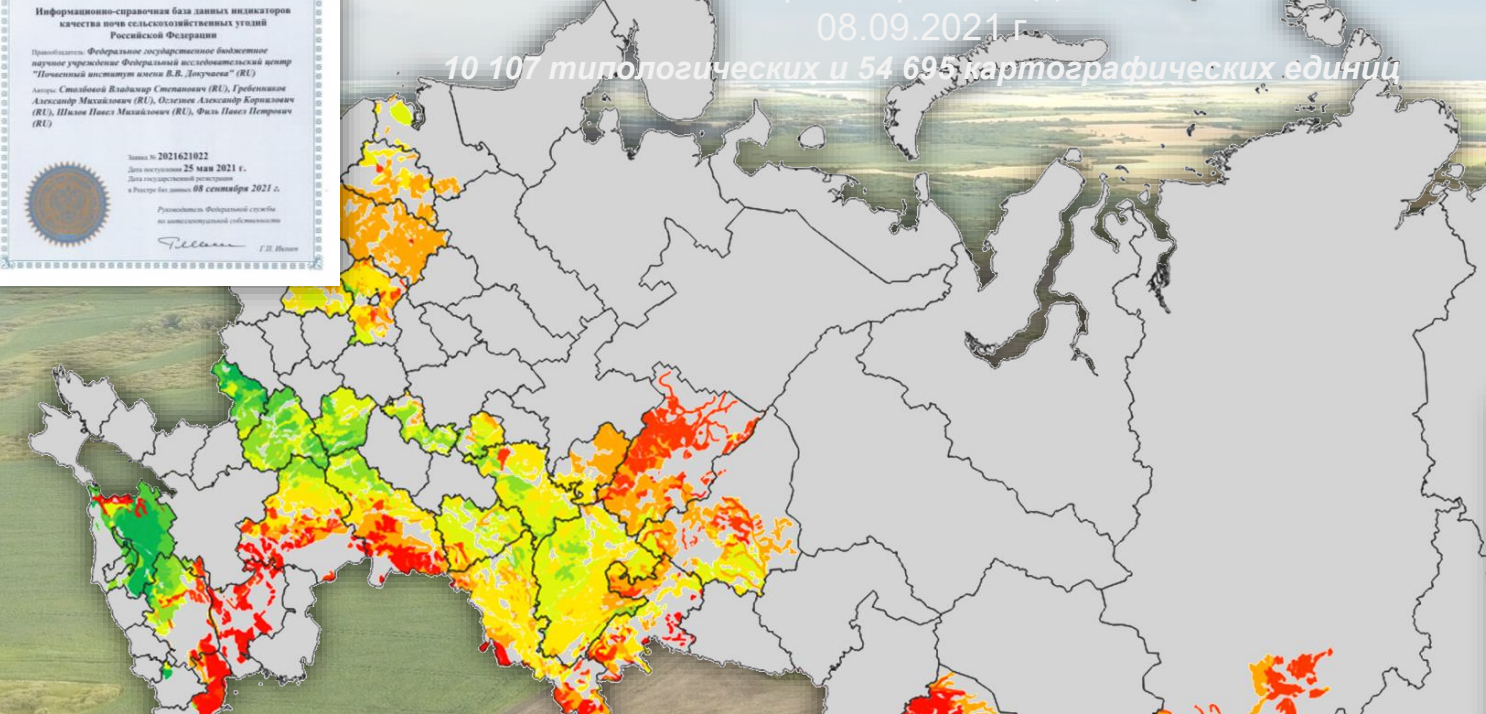 Информационно-справочная база данных индикаторов
качества почв сельскохозяйственных угодий
Российской Федерации
Правообладатель: Федеральное государственное бюджетное
научное учреждение Федеральный исследовательский центр
"Почвенный институт имени В.В. Докучаева" (RU)
Авторы: Столбовой Владимир Степанович (RU), Гребенников
Александр Михайлович (RU), Оглезнев Александр Корнилович
(RU), Шилов Павел Михайлович (RU), Филь Павел Петрович
(RU)
Заявка № 2021621022
Дата поступления 25 мая 2021 г.
Дата государственной регистрации
в Реестре баз данных 08 сентября 2021 г.
Руководитель Федеральной службы
по интеллектуальной собственности
Г.П. Ивлиев
08.09.2021 г.
10 107 типологических и 54 695 картографических единиц